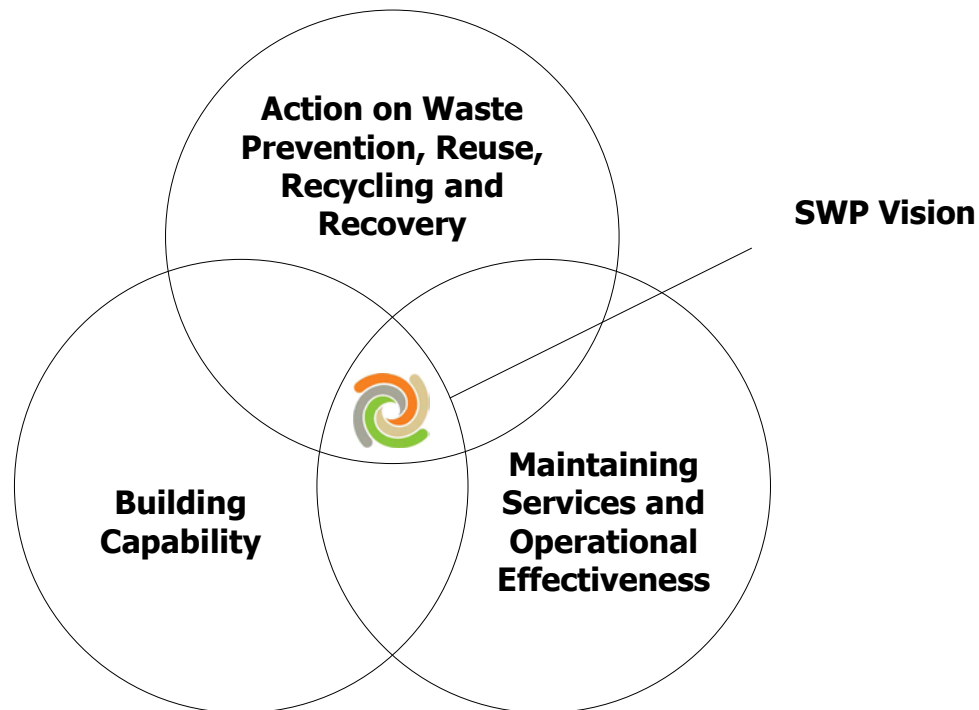 Action on Waste
Prevention, Reuse,
Recycling and
Recovery
SWP Vision
Building
Capability
Maintaining
Services and
Operational
Effectiveness